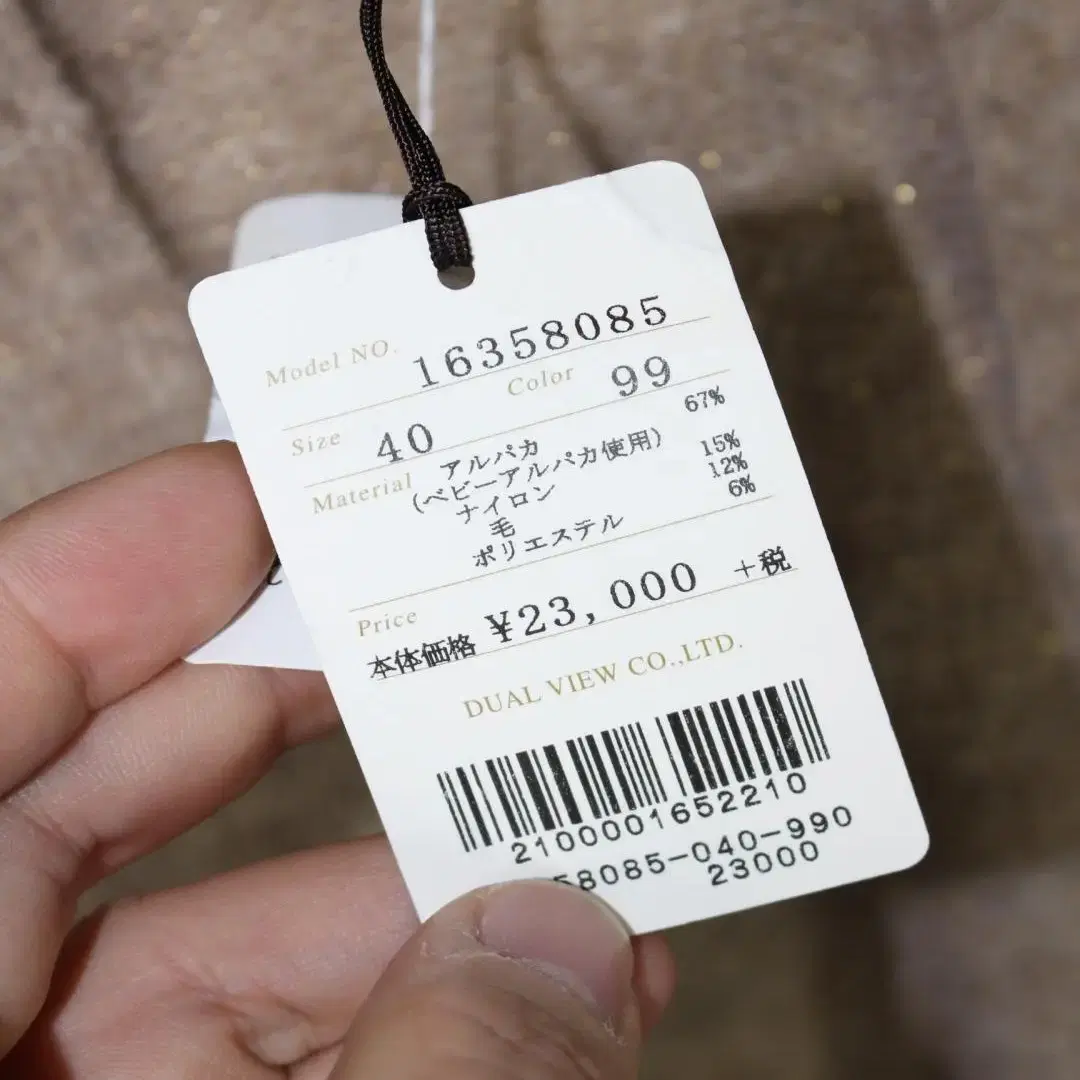 Model NO. 16358085
Color 99
Size 40
Material アルパカ 67%
(ベビーアルパカ使用)
ナイロン 15%
毛 12%
ポリエステル 6%
Price
本体価格 ¥23,000 +税
DUAL VIEW CO.,LTD.
2100001652210
58085-040-990
23000